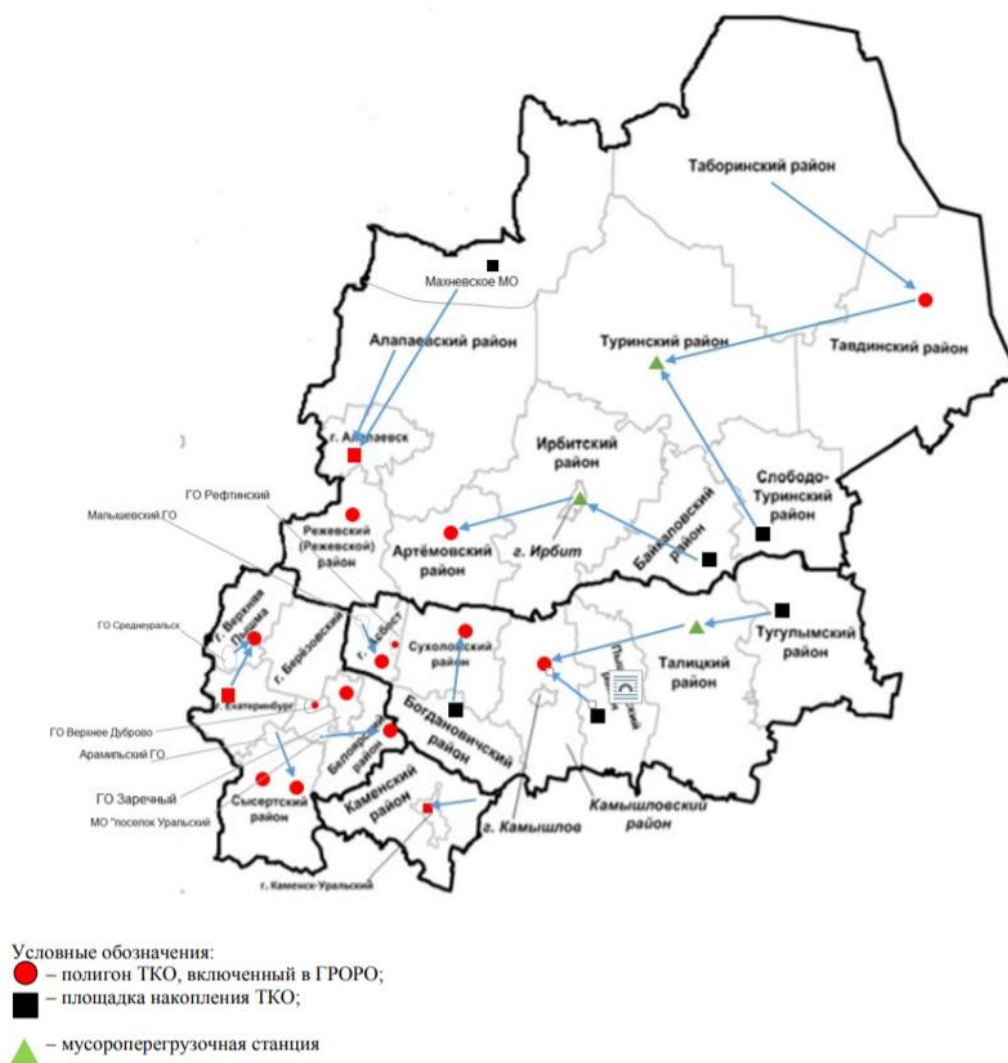 Таборинский район
Махневское МО
Алапаевский район
Туринский район
Тавдинский район
г. Алапаевск
Ирбитский
район
Слободо-
Туринский
район
ГО Рефтинский
Малышевский ГО
Режевский
(Режевской)
район
Артёмовский
район
г. Ирбит
Байкаловский
район
ГО Среднеуральск
г. Верхняя
Пышма
г. Берёзовский
г. Асбест
Сухоложский
район
Талицкий
район
Тугулымский
район
г. Екатеринбург
ГО Верхнее Дуброво
Арамильский ГО
Белоярский
район
Богдановичский
район
ГО Заречный
МО "поселок Уральский
Сысертский
район
Каменский
район
г. Камышлов
Камышловский
район
г. Каменск-Уральский
Условные обозначения:
– полигон ТКО, включенный в ГРОРО;
– площадка накопления ТКО;
– мусороперегрузочная станция